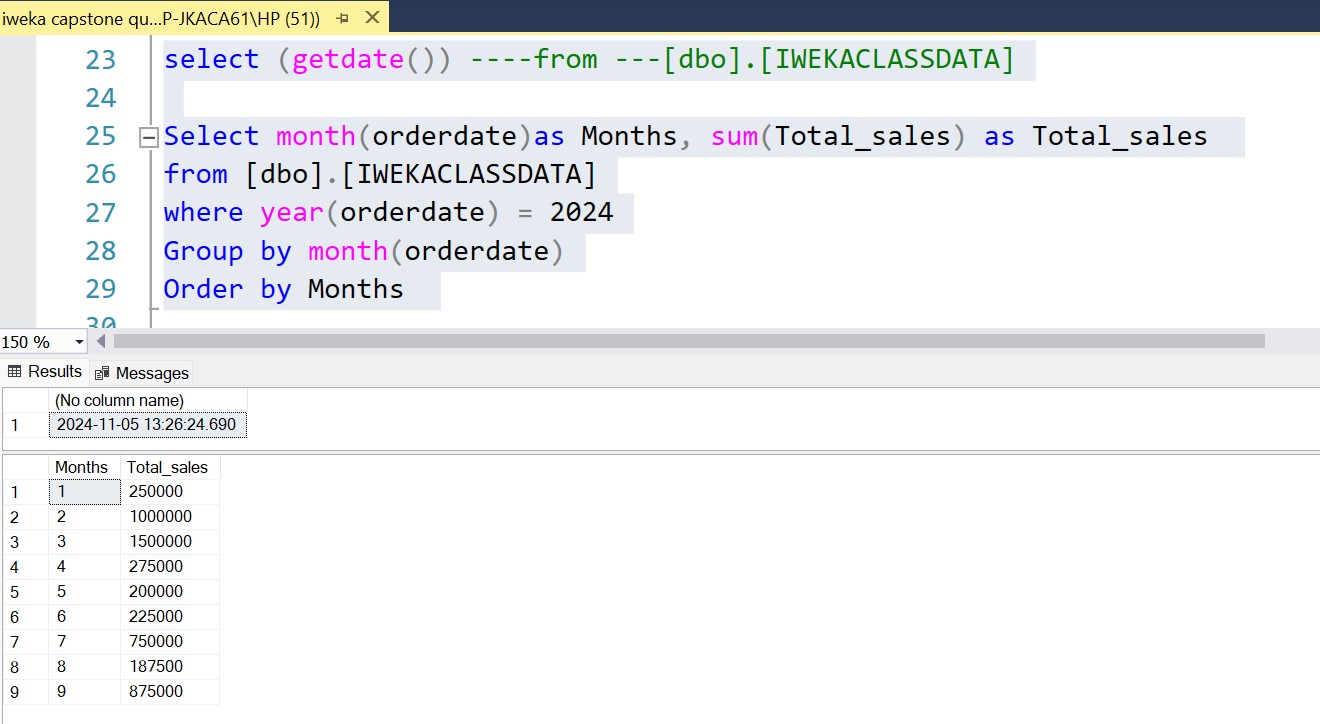 iweka capstone qu...P-JKACA61\HP (51))
23 select (getdate()) ----from ---[dbo].[IWEKACLASSDATA]
24
25 Select month(orderdate)as Months, sum(Total_sales) as Total_sales
26 from [dbo].[IWEKACLASSDATA]
27 where year(orderdate) = 2024
28 Group by month(orderdate)
29 Order by Months
30
150 %
Results Messages
(No column name)
1 2024-11-05 13:26:24.690
Months Total_sales
1 1 250000
2 2 1000000
3 3 1500000
4 4 275000
5 5 200000
6 6 225000
7 7 750000
8 8 187500
9 9 875000